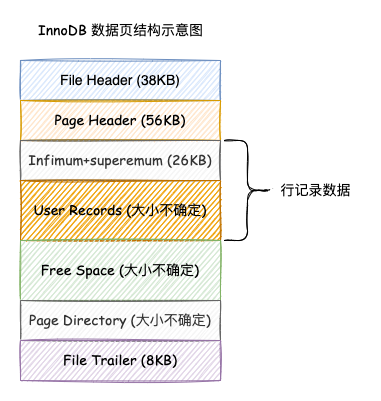 InnoDB 数据页结构示意图
File Header (38KB)
Page Header (56KB)
Infimum+superemum (26KB)
User Records (大小不确定)
行记录数据
Free Space (大小不确定)
Page Directory (大小不确定)
File Trailer (8KB)